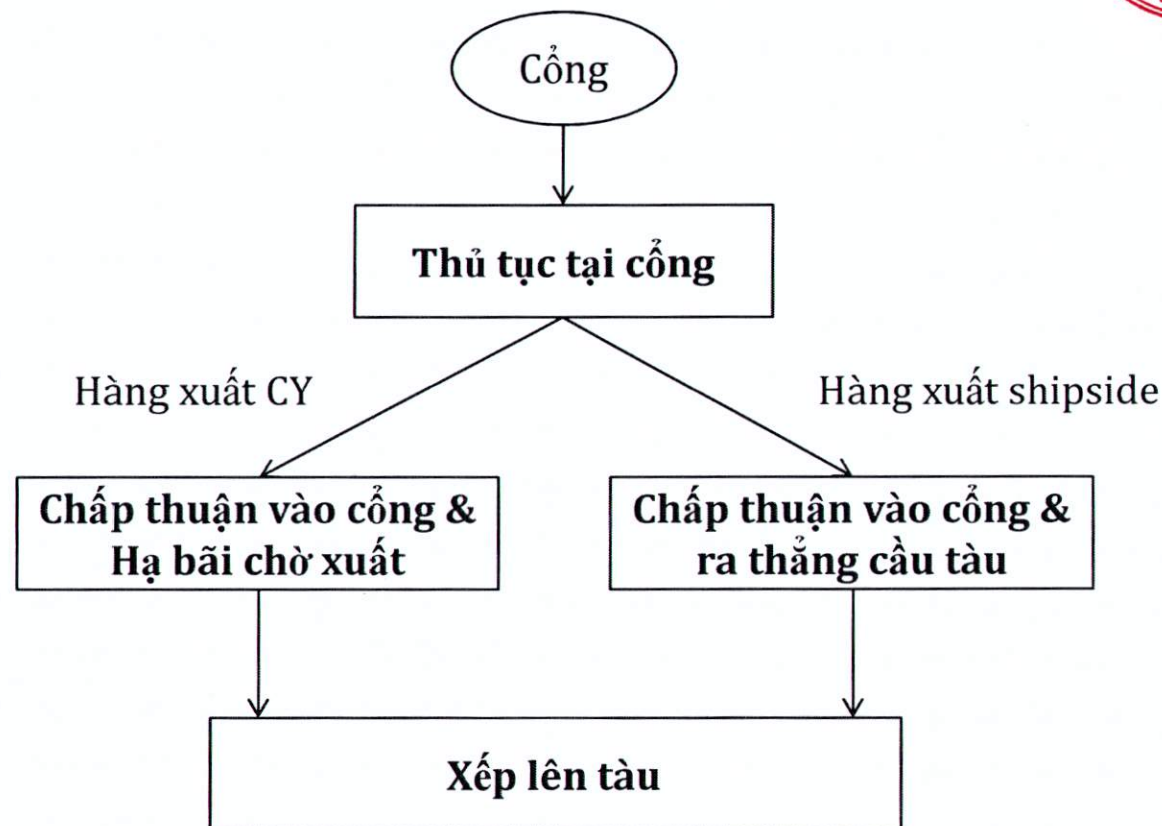 Cổng
Thủ tục tại cổng
Hàng xuất CY
Hàng xuất shipside
Chấp thuận vào cổng &
Hạ bãi chờ xuất
Chấp thuận vào cổng &
ra thẳng cầu tàu
Xếp lên tàu